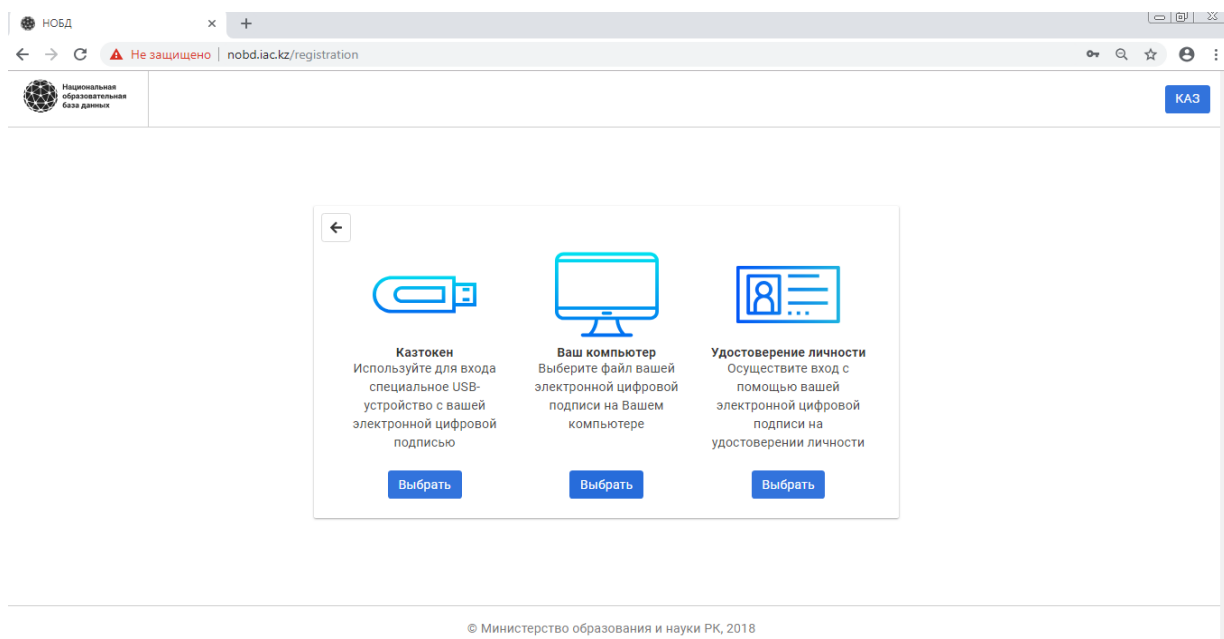 НОБД
Не защищено | nobd.iac.kz/registration
Национальная
образовательная
база данных
КАЗ
Казтокен
Используйте для входа
специальное USB-
устройство с вашей
электронной цифровой
подписью
Выбрать
Ваш компьютер
Выберите файл вашей
электронной цифровой
подписи на Вашем
компьютере
Выбрать
Удостоверение личности
Осуществите вход с
помощью вашей
электронной цифровой
подписи на
удостоверении личности
Выбрать
© Министерство образования и науки РК, 2018